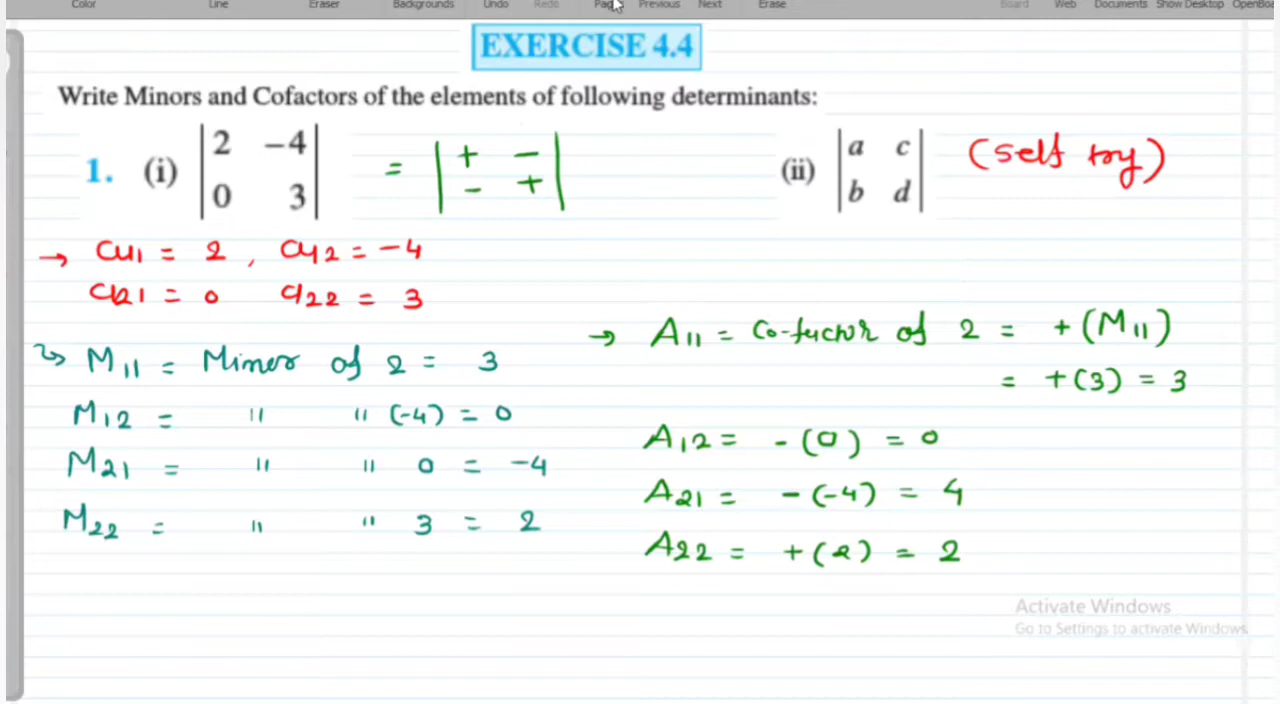 Color Line Eraser Backgrounds Undo Redo Pag Previous Next Erase Board Web Documents Show Desktop OpenBoa
EXERCISE 4.4
Write Minors and Cofactors of the elements of following determinants:
1. (i) |2 -4| = |+ -| (ii) |a c| (self try)
|0 3| |- +| |b d|
→ a11 = 2, a12 = -4
a21 = 0 a22 = 3
→ A11 = Co-factor of 2 = +(M11)
= +(3) = 3
M11 = Minor of 2 = 3
M12 = " " (-4) = 0
M21 = " " 0 = -4
M22 = " " 3 = 2
A12 = -(0) = 0
A21 = -(-4) = 4
A22 = +(2) = 2
Activate Windows
Go to Settings to activate Windows.